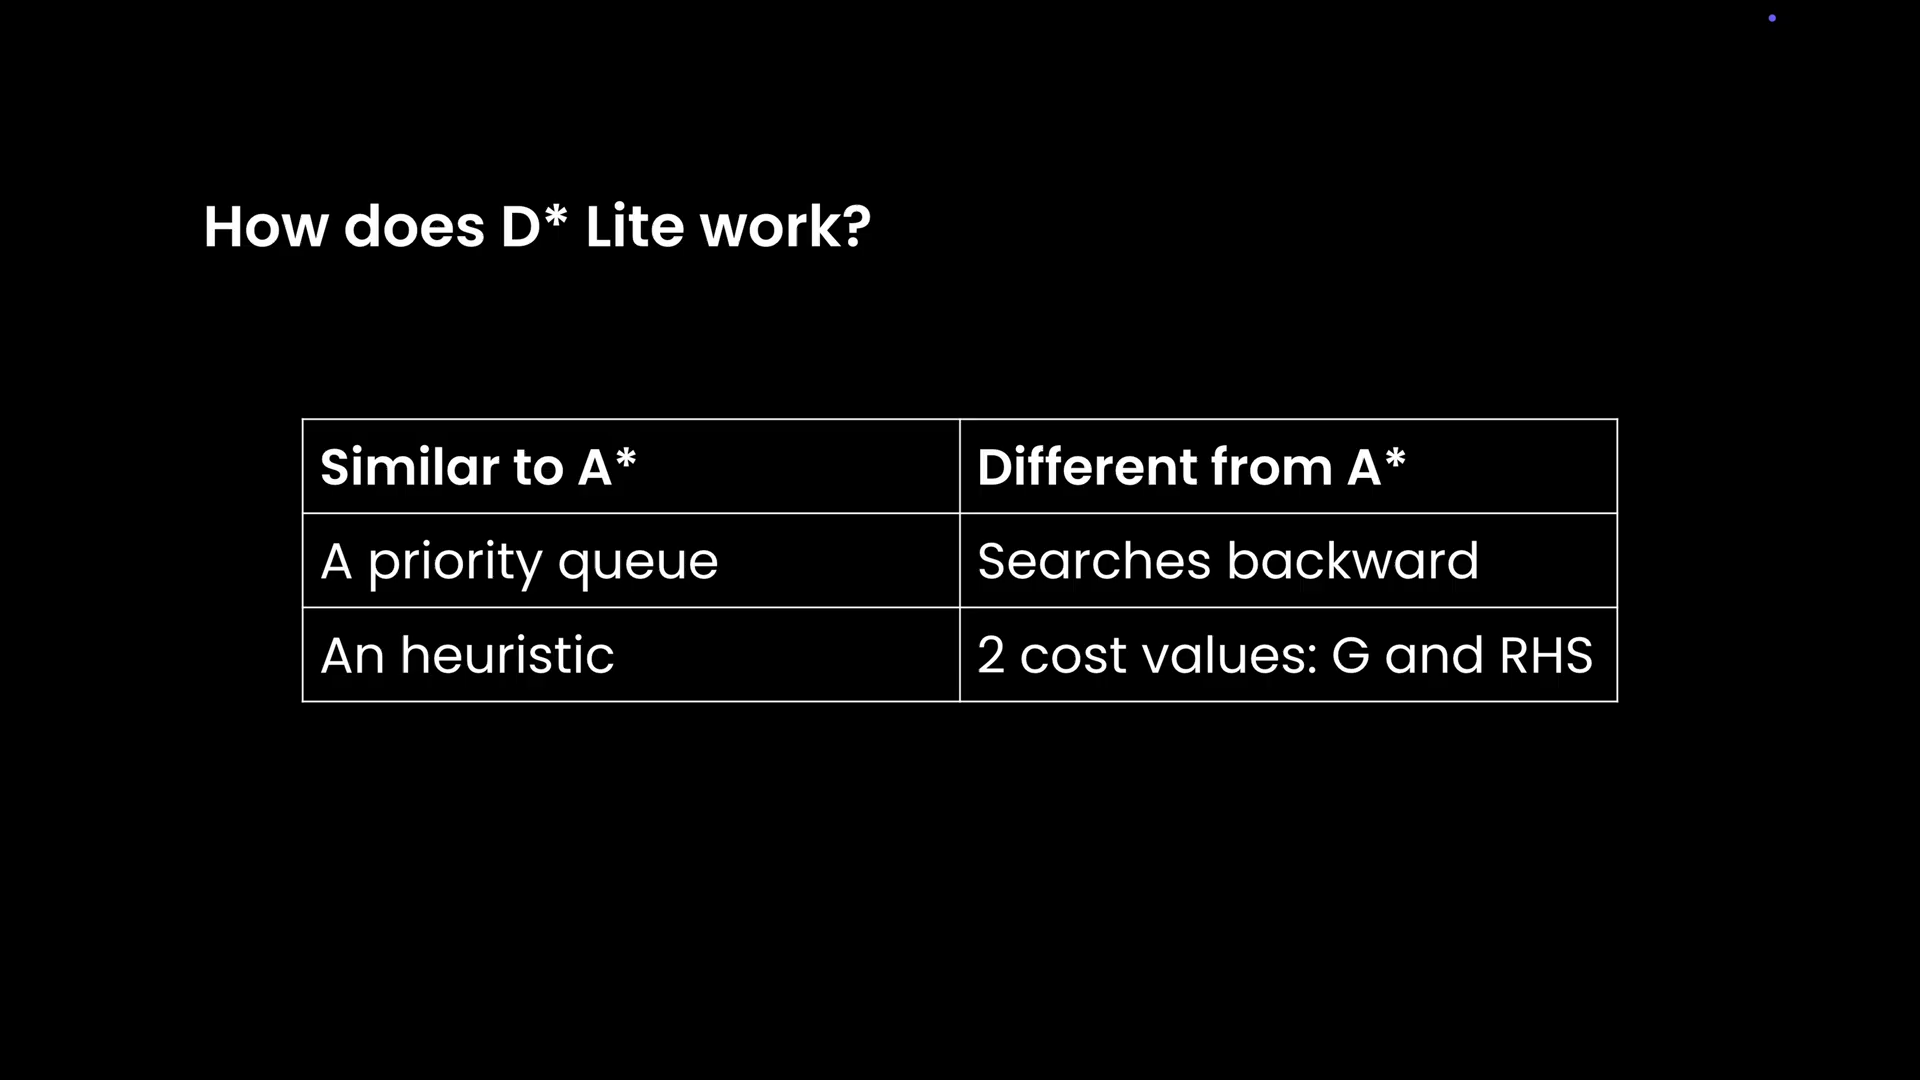 How does D* Lite work?
Similar to A*
Different from A*
A priority queue
Searches backward
An heuristic
2 cost values: G and RHS